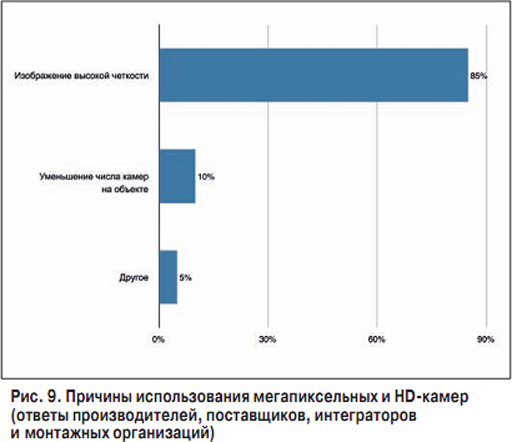 Изображение высокой четкости
85%
Уменьшение числа камер
на объекте
10%
Другое
5%
0%
30%
60%
90%
Рис. 9. Причины использования мегапиксельных и HD-камер
(ответы производителей, поставщиков, интеграторов
и монтажных организаций)